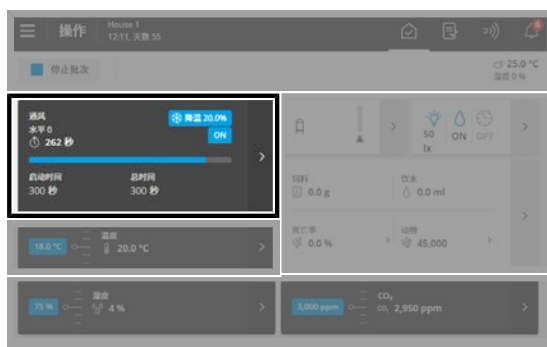 操作
House 1
12:11, 天数 55
停止批次
25.0 °C
湿度 0 %
通风
水平 0
262 秒
降温 20.0%
ON
启动时间
300 秒
总时间
300 秒
50
lx
ON
OFF
饲料
0.0 g
饮水
0.0 ml
死亡率
0.0 %
动物
45,000
18.0 °C
温度
20.0 °C
75 %
湿度
4 %
3,000 ppm
CO₂
CO₂ 2,950 ppm